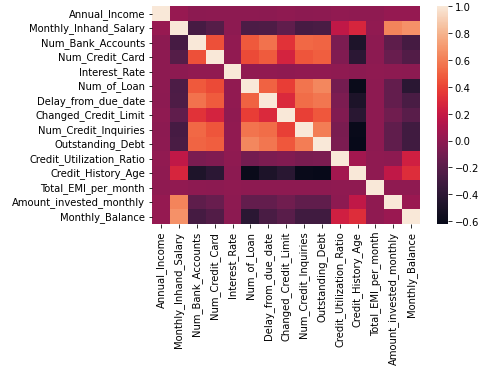 Annual_Income
Monthly_Inhand_Salary
Num_Bank_Accounts
Num_Credit_Card
Interest_Rate
Num_of_Loan
Delay_from_due_date
Changed_Credit_Limit
Num_Credit_Inquiries
Outstanding_Debt
Credit_Utilization_Ratio
Credit_History_Age
Total_EMI_per_month
Amount_invested_monthly
Monthly_Balance
Annual_Income
Monthly_Inhand_Salary
Num_Bank_Accounts
Num_Credit_Card
Interest_Rate
Num_of_Loan
Delay_from_due_date
Changed_Credit_Limit
Num_Credit_Inquiries
Outstanding_Debt
Credit_Utilization_Ratio
Credit_History_Age
Total_EMI_per_month
Amount_invested_monthly
Monthly_Balance
1.0
0.8
0.6
0.4
0.2
0.0
−0.2
−0.4
−0.6